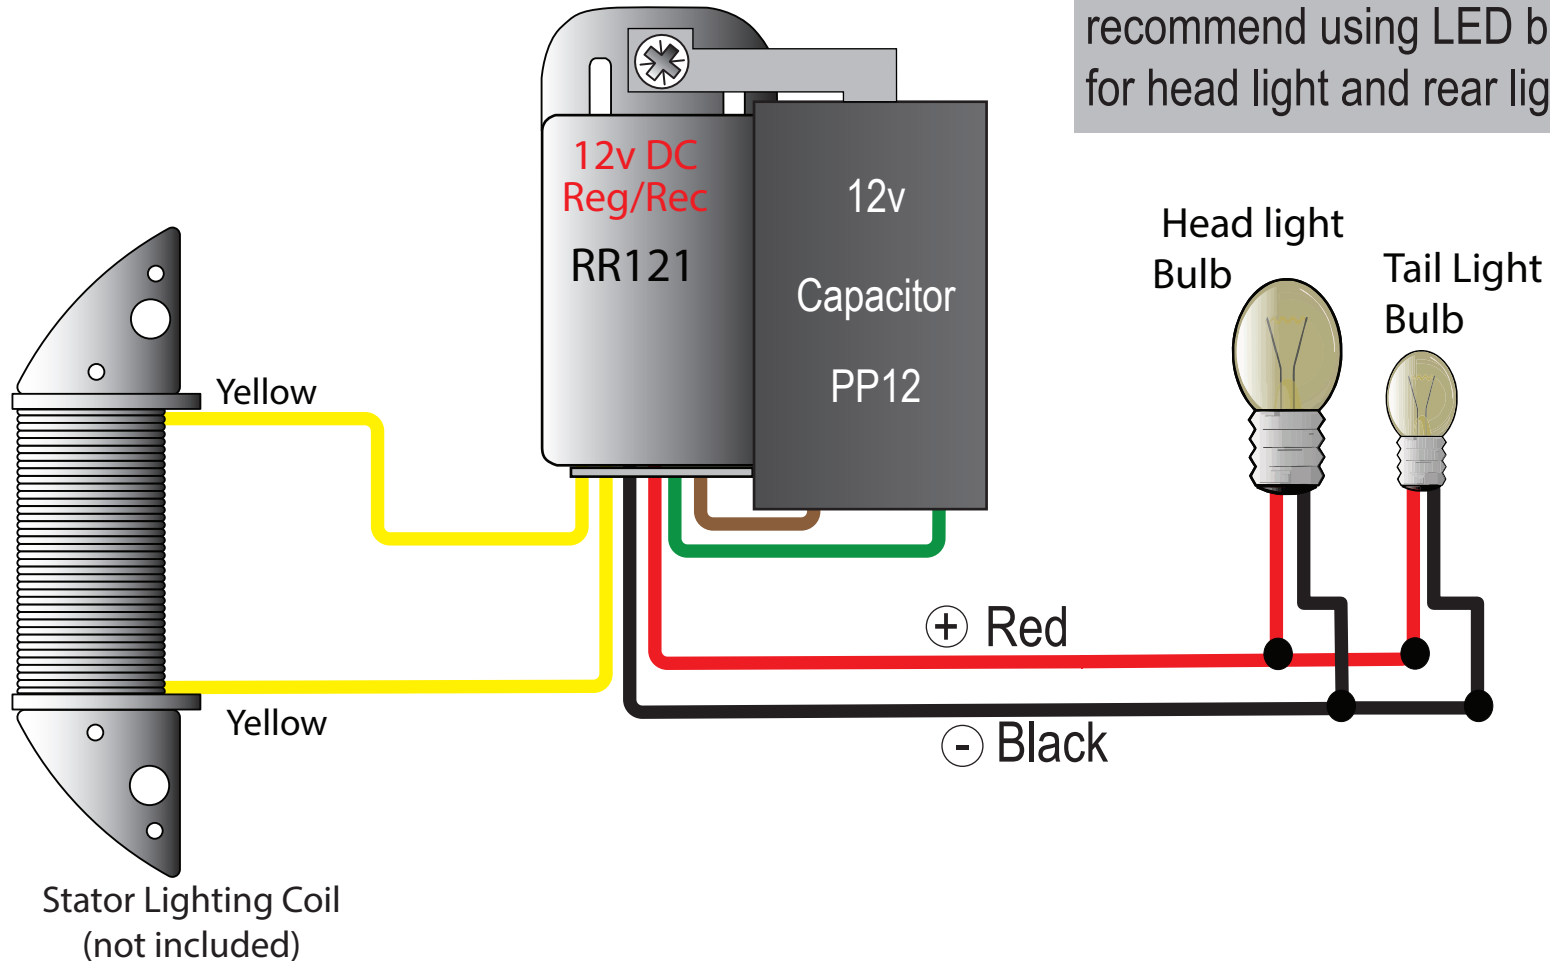 recommend using LED
for head light and rear
12v DC
Reg/Rec
RR121
12v
Capacitor
PP12
Head light
Bulb
Tail Light
Bulb
Yellow
Yellow
+ Red
- Black
Stator Lighting Coil
(not included)